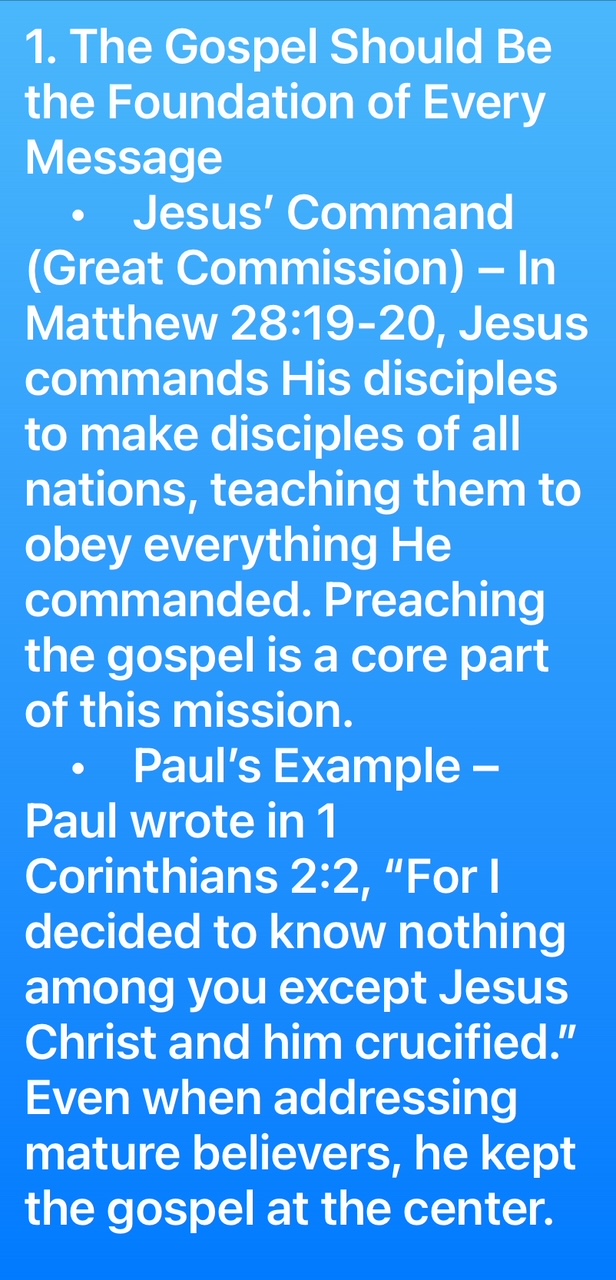 1. The Gospel Should Be
the Foundation of Every
Message
• Jesus’ Command
(Great Commission) – In
Matthew 28:19-20, Jesus
commands His disciples
to make disciples of all
nations, teaching them to
obey everything He
commanded. Preaching
the gospel is a core part
of this mission.
• Paul’s Example –
Paul wrote in 1
Corinthians 2:2, “For I
decided to know nothing
among you except Jesus
Christ and him crucified.”
Even when addressing
mature believers, he kept
the gospel at the center.